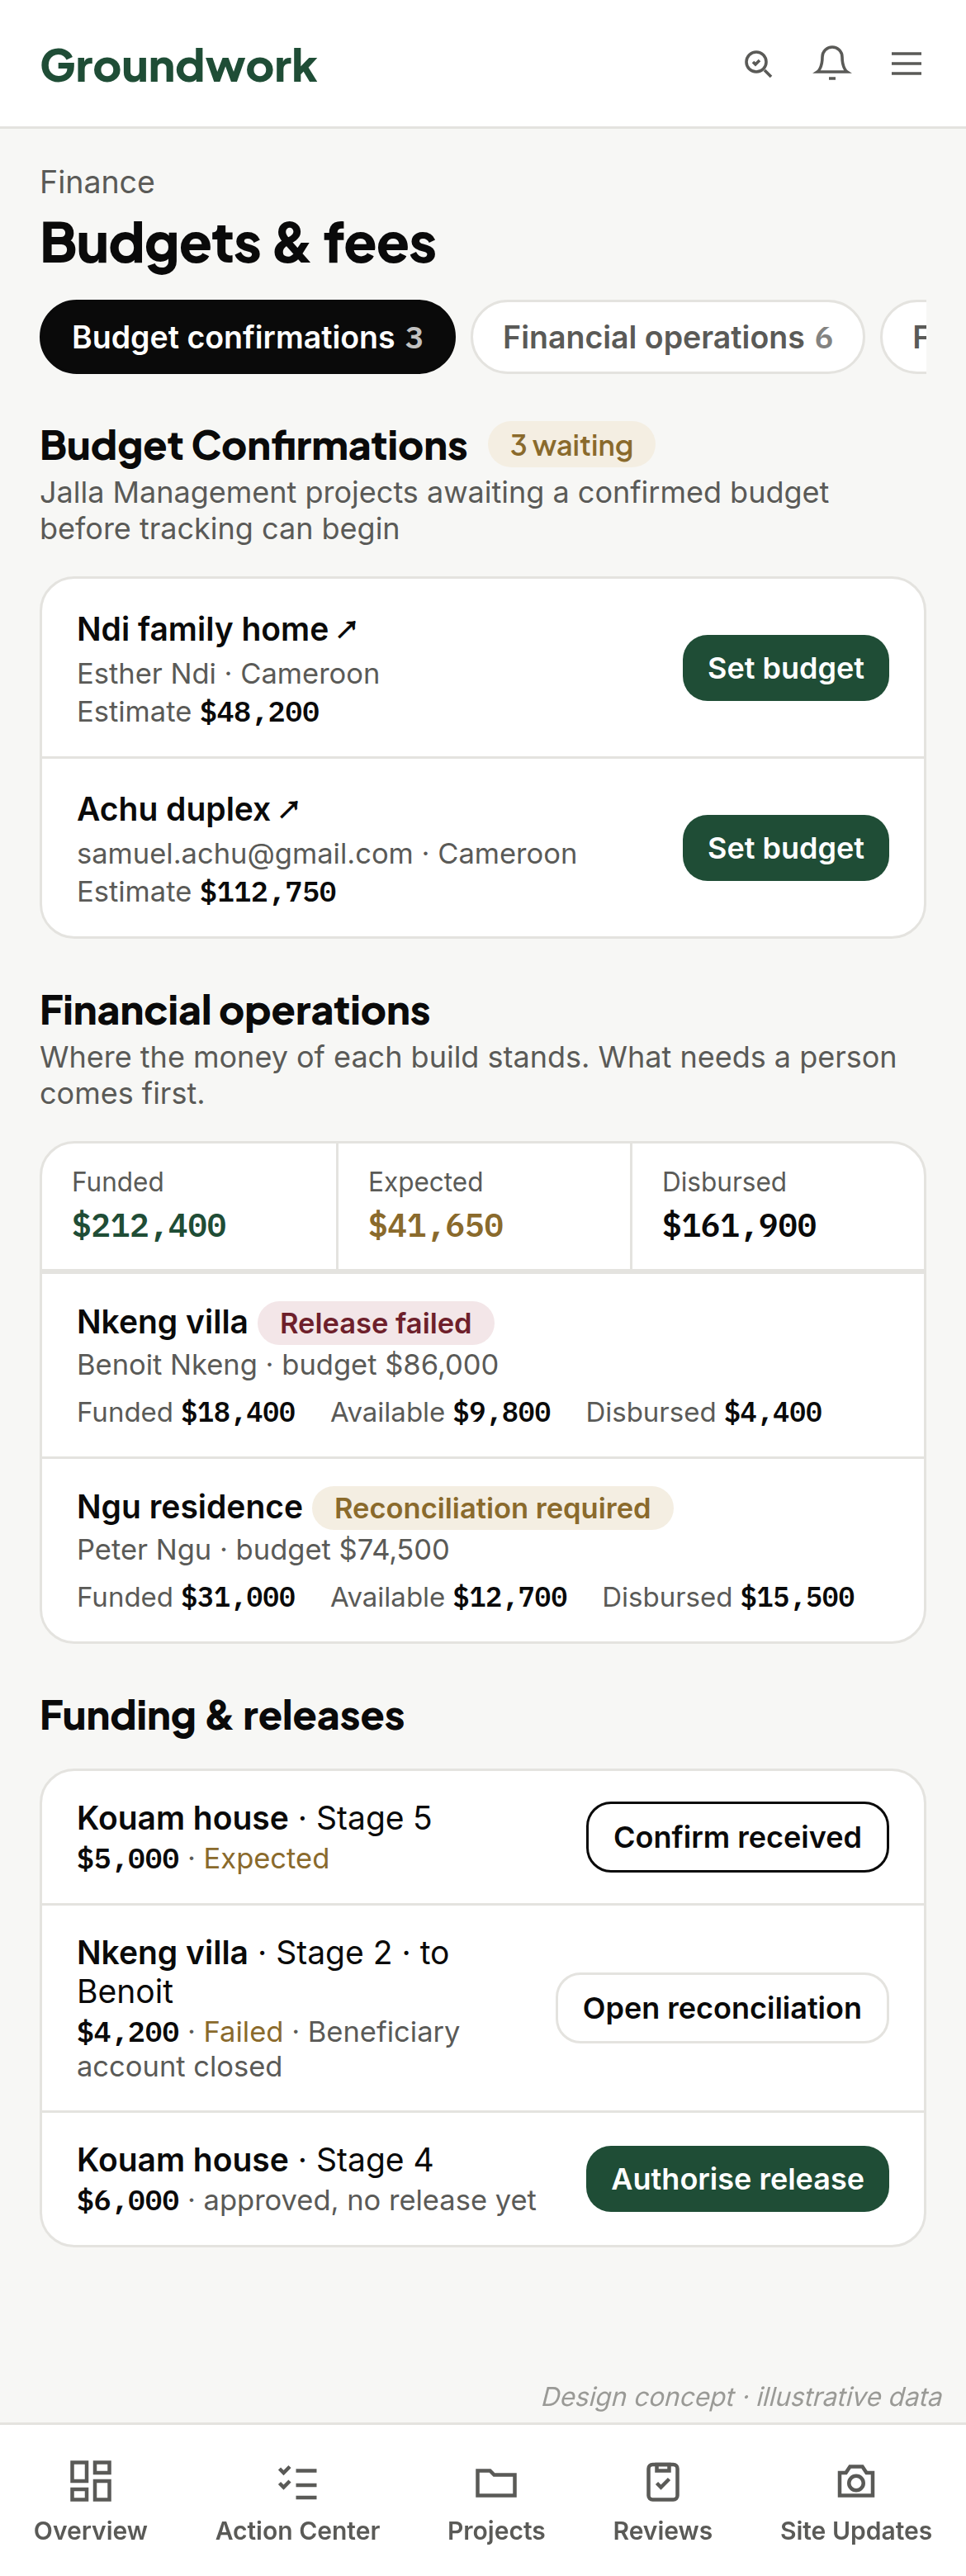 Groundwork
Finance
Budgets & fees
Budget confirmations 3
Financial operations 6
F
Budget Confirmations
3 waiting
Jalla Management projects awaiting a confirmed budget
before tracking can begin
Ndi family home ↗
Esther Ndi · Cameroon
Estimate $48,200
Set budget
Achu duplex ↗
samuel.achu@gmail.com · Cameroon
Estimate $112,750
Set budget
Financial operations
Where the money of each build stands. What needs a person
comes first.
Funded
$212,400
Expected
$41,650
Disbursed
$161,900
Nkeng villa Release failed
Benoit Nkeng · budget $86,000
Funded $18,400 Available $9,800 Disbursed $4,400
Ngu residence Reconciliation required
Peter Ngu · budget $74,500
Funded $31,000 Available $12,700 Disbursed $15,500
Funding & releases
Kouam house · Stage 5
$5,000 · Expected
Confirm received
Nkeng villa · Stage 2 · to
Benoit
$4,200 · Failed · Beneficiary
account closed
Open reconciliation
Kouam house · Stage 4
$6,000 · approved, no release yet
Authorise release
Design concept · illustrative data
Overview
Action Center
Projects
Reviews
Site Updates